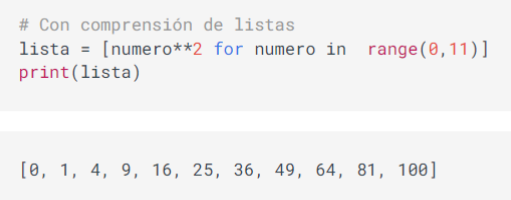 # Con comprensión de listas
lista = [numero**2 for numero in  range(0,11)]
print(lista)
[0, 1, 4, 9, 16, 25, 36, 49, 64, 81, 100]